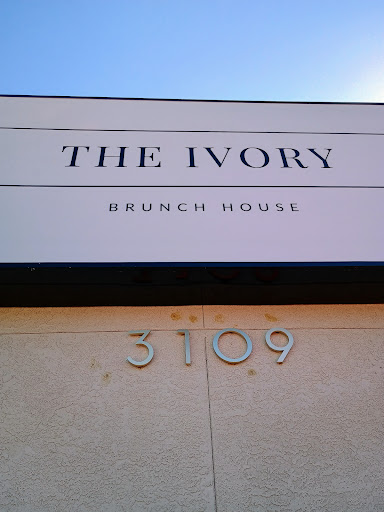 THE IVORY
BRUNCH HOUSE
3109